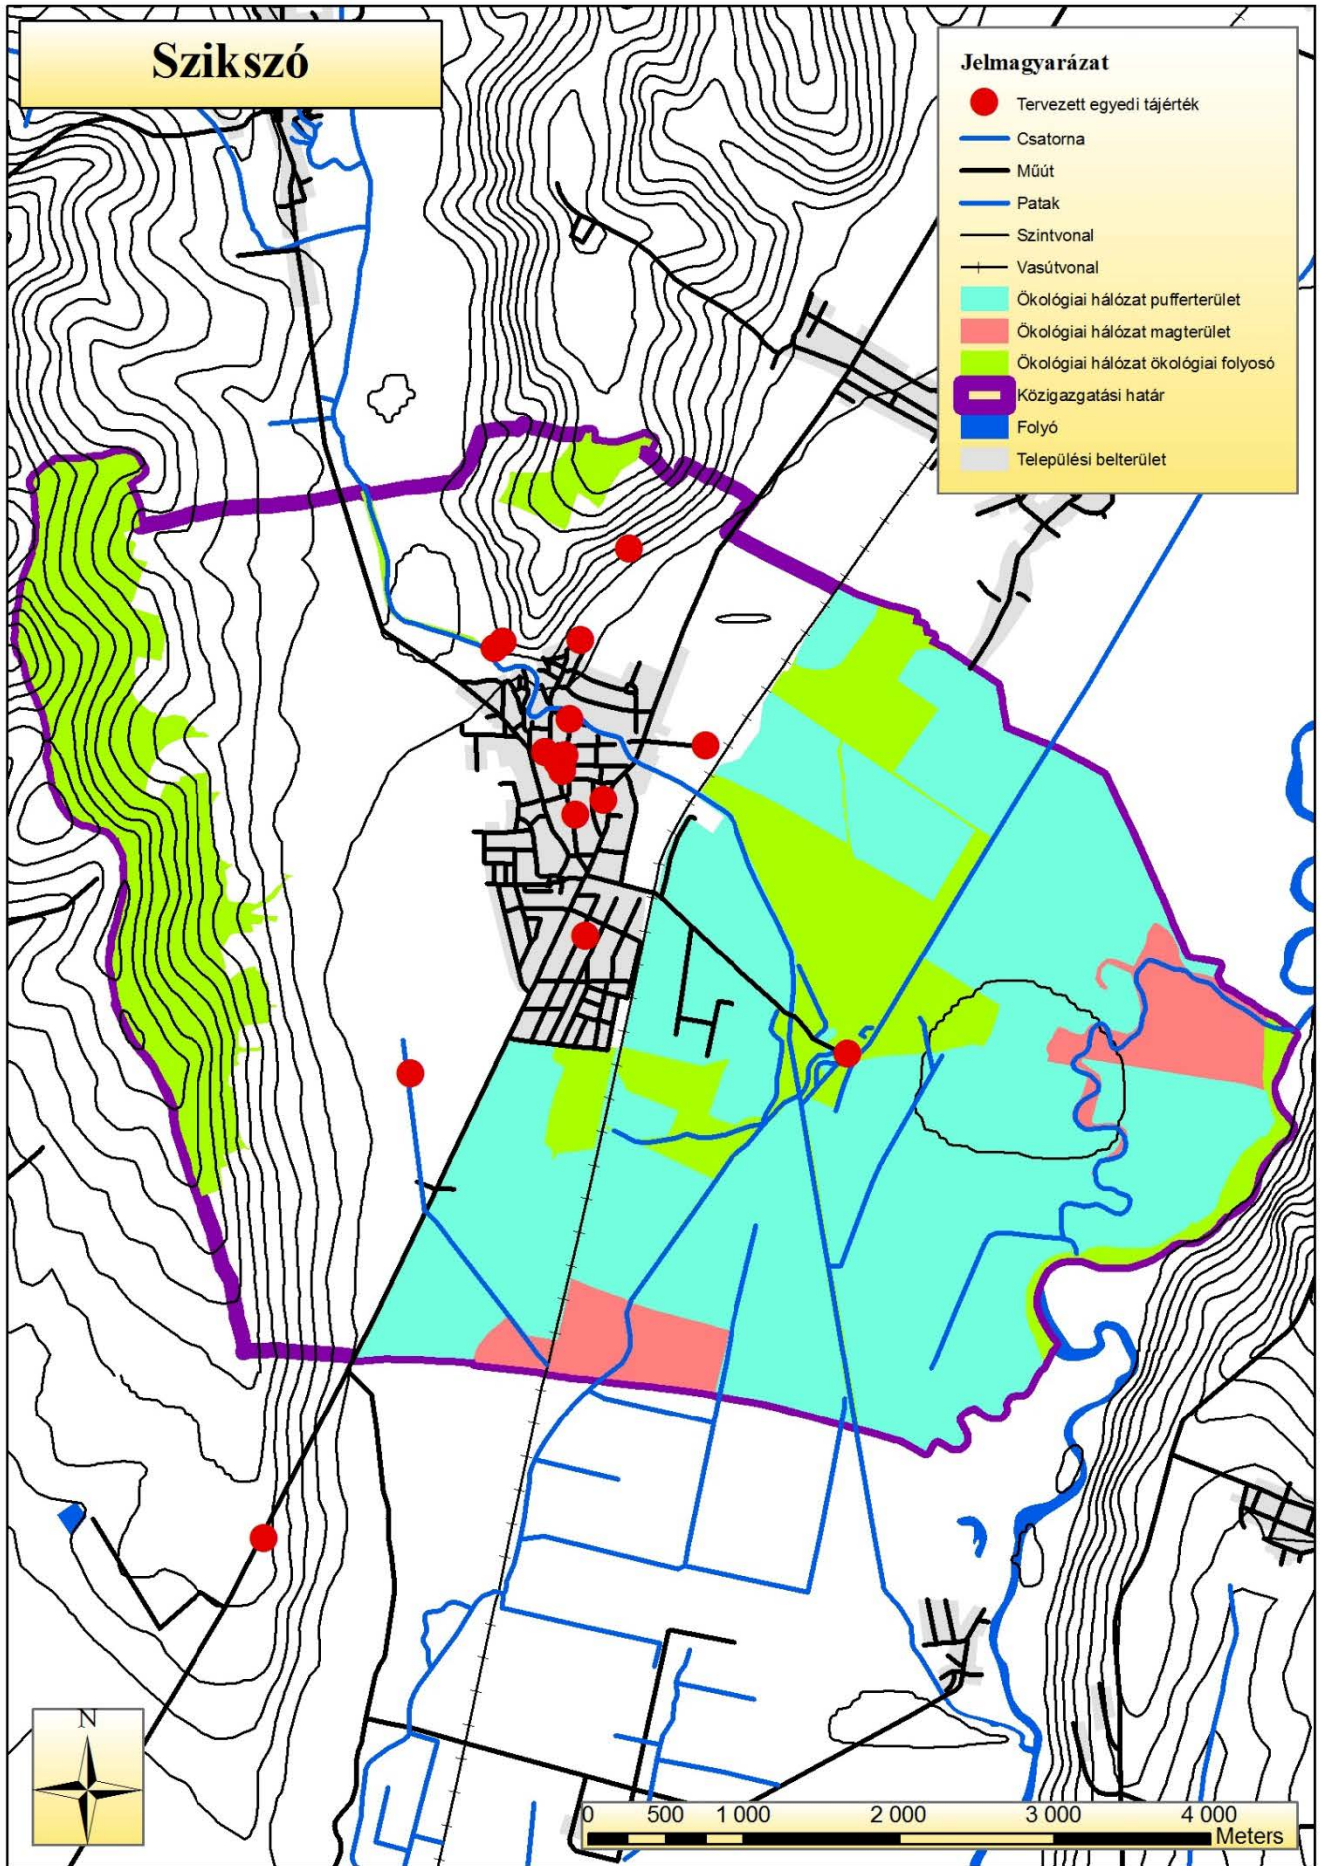 Szikszó
Jelmagyarázat
Tervezett egyedi tájérték
Csatorna
Műút
Patak
Szintvonal
Vasútvonal
Ökológiai hálózat pufferterület
Ökológiai hálózat magterület
Ökológiai hálózat ökológiai folyosó
Közigazgatási határ
Folyó
Települési belterület
N
0 500 1 000 2 000 3 000 4 000
Meters